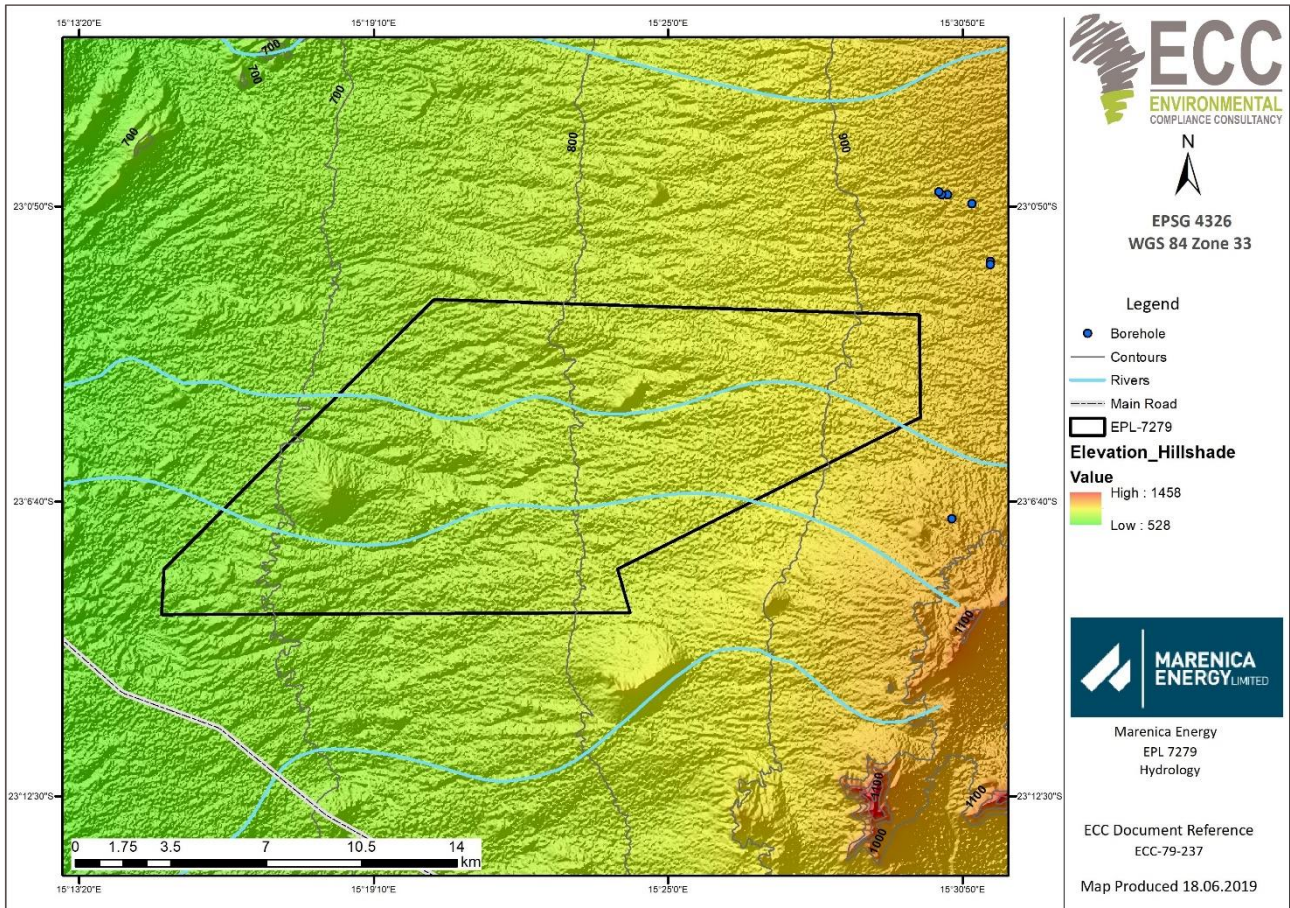 15°13'20"E 15°19'10"E 15°25'0"E 15°30'50"E
700
700
700
700
800
900
23°0'50"S 23°0'50"S
23°6'40"S 23°6'40"S
1100
23°12'30"S 23°12'30"S
1100
1100
1000
0 1.75 3.5 7 10.5 14
km
15°13'20"E 15°19'10"E 15°25'0"E 15°30'50"E
ECC
ENVIRONMENTAL
COMPLIANCE CONSULTANCY
N
EPSG 4326
WGS 84 Zone 33
Legend
Borehole
Contours
Rivers
Main Road
EPL-7279
Elevation_Hillshade
Value
High : 1458
Low : 528
MARENICA
ENERGY LIMITED
Marenica Energy
EPL 7279
Hydrology
ECC Document Reference
ECC-79-237
Map Produced 18.06.2019